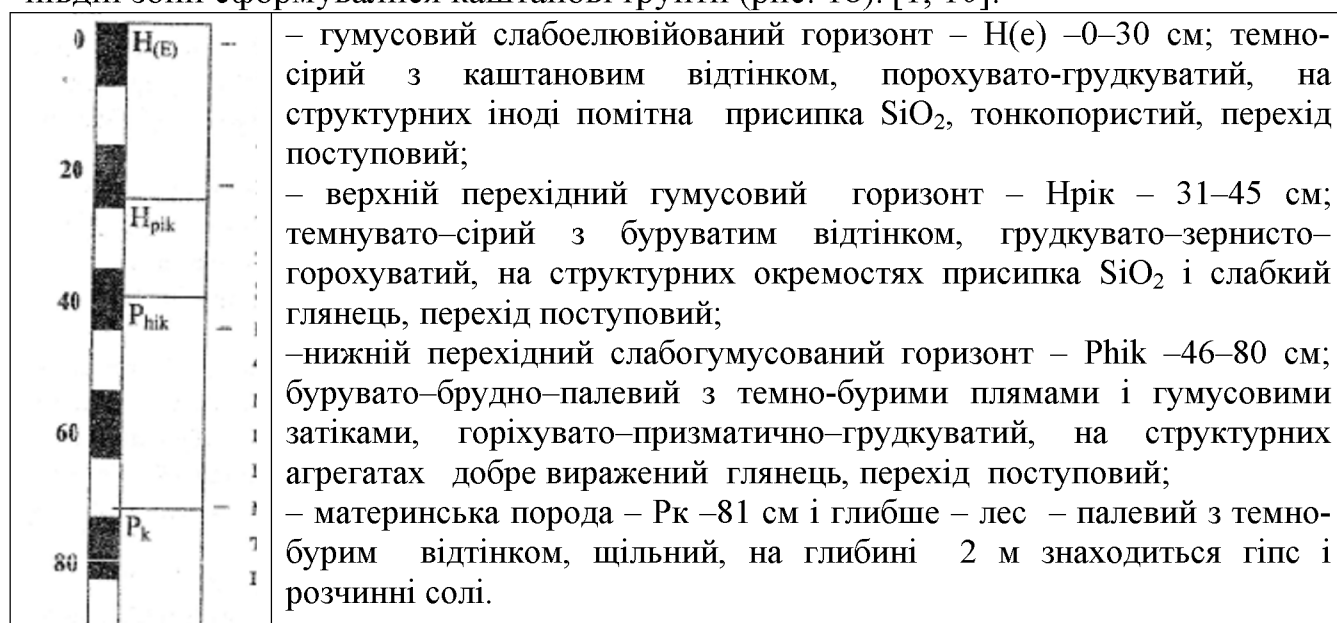 півдні зони сформувалися каштанові ґрунти (рис. 18). [1, 10].
0 H(E)
20
Hpik
40
Phik
60
Pk
80
– гумусовий слабоелювійований горизонт – H(e) –0–30 см; темно-
сірий з каштановим відтінком, порохувато-грудкуватий, на
структурних іноді помітна присипка SiO₂, тонкопористий, перехід
поступовий;
– верхній перехідний гумусовий горизонт – Нрік – 31–45 см;
темнувато–сірий з буруватим відтінком, грудкувато–зернисто–
горохуватий, на структурних окремостях присипка SiO₂ і слабкий
глянець, перехід поступовий;
–нижній перехідний слабогумусований горизонт – Phik –46–80 см;
бурувато–брудно–палевий з темно-бурими плямами і гумусовими
затіками, горіхувато–призматично–грудкуватий, на структурних
агрегатах добре виражений глянець, перехід поступовий;
– материнська порода – Рк –81 см і глибше – лес – палевий з темно-
бурим відтінком, щільний, на глибині 2 м знаходиться гіпс і
розчинні солі.